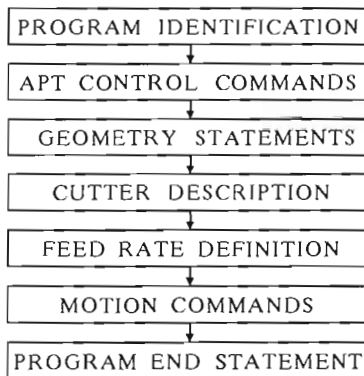 PROGRAM IDENTIFICATION
APT CONTROL COMMANDS
GEOMETRY STATEMENTS
CUTTER DESCRIPTION
FEED RATE DEFINITION
MOTION COMMANDS
PROGRAM END STATEMENT